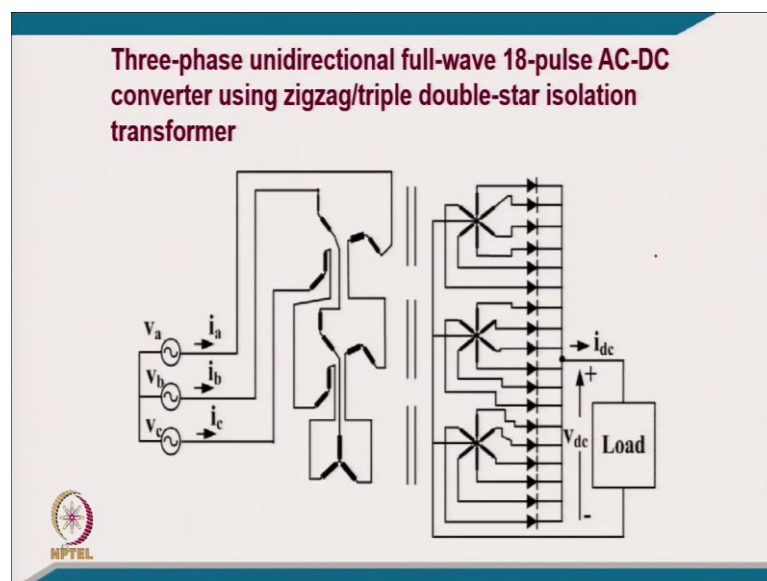 Three-phase unidirectional full-wave 18-pulse AC-DC
converter using zigzag/triple double-star isolation
transformer
va
ia
vb
ib
vc
ic
idc
+
vdc
Load
-
NPTEL